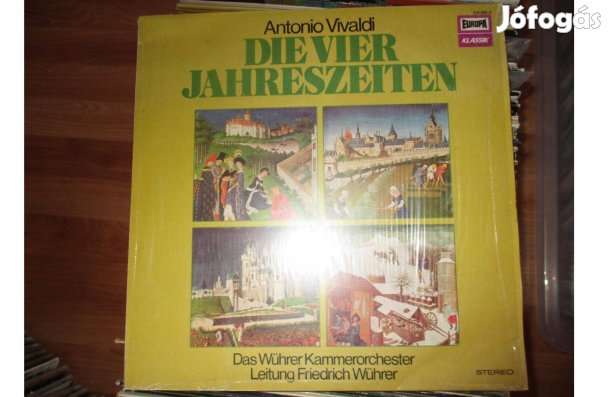 Jófogás
Antonio Vivaldi
EUROPA
KLASSIK
DIE VIER
JAHRESZEITEN
Das Wührer Kammerorchester
Leitung Friedrich Wührer
STEREO